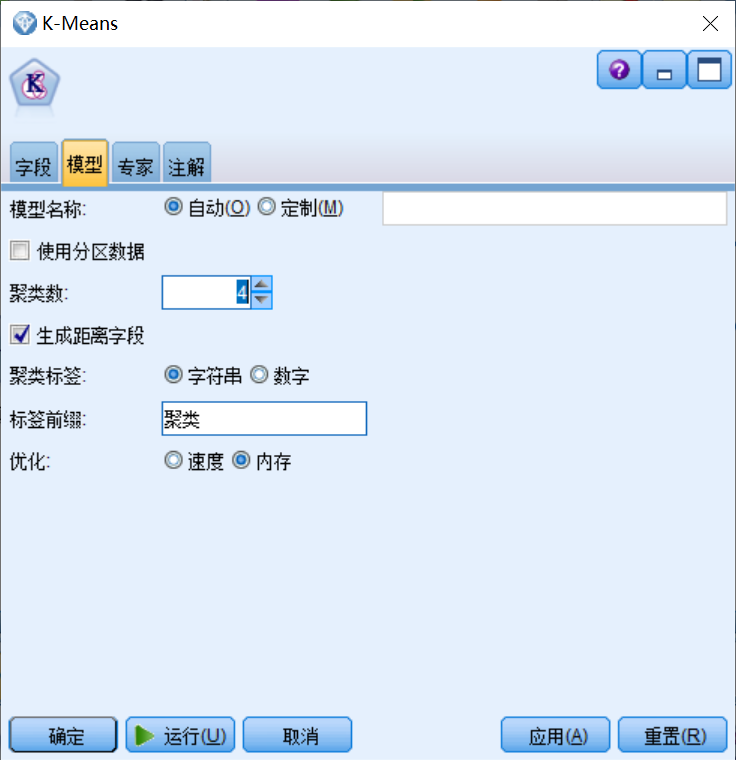 K-Means
字段 模型 专家 注解
模型名称: 自动(O) 定制(M)
使用分区数据
聚类数: 4
生成距离字段
聚类标签: 字符串 数字
标签前缀: 聚类
优化: 速度 内存
确定 运行(U) 取消 应用(A) 重置(R)